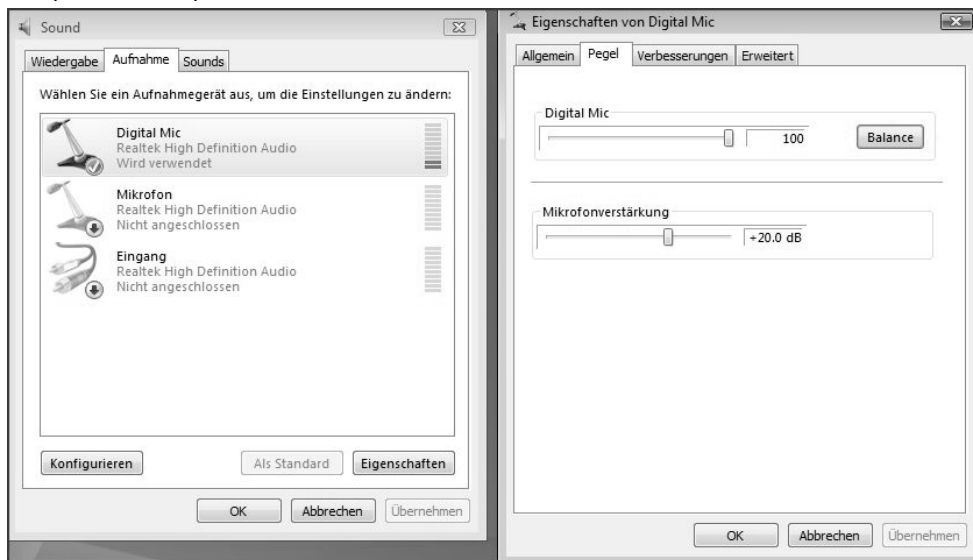 Sound
Wiedergabe Aufnahme Sounds
Wählen Sie ein Aufnahmegerät aus, um die Einstellungen zu ändern:
Digital Mic
Realtek High Definition Audio
Wird verwendet
Mikrofon
Realtek High Definition Audio
Nicht angeschlossen
Eingang
Realtek High Definition Audio
Nicht angeschlossen
Konfigurieren Als Standard Eigenschaften
OK Abbrechen Übernehmen
Eigenschaften von Digital Mic
Allgemein Pegel Verbesserungen Erweitert
Digital Mic
100 Balance
Mikrofonverstärkung
+20.0 dB
OK Abbrechen Übernehmen